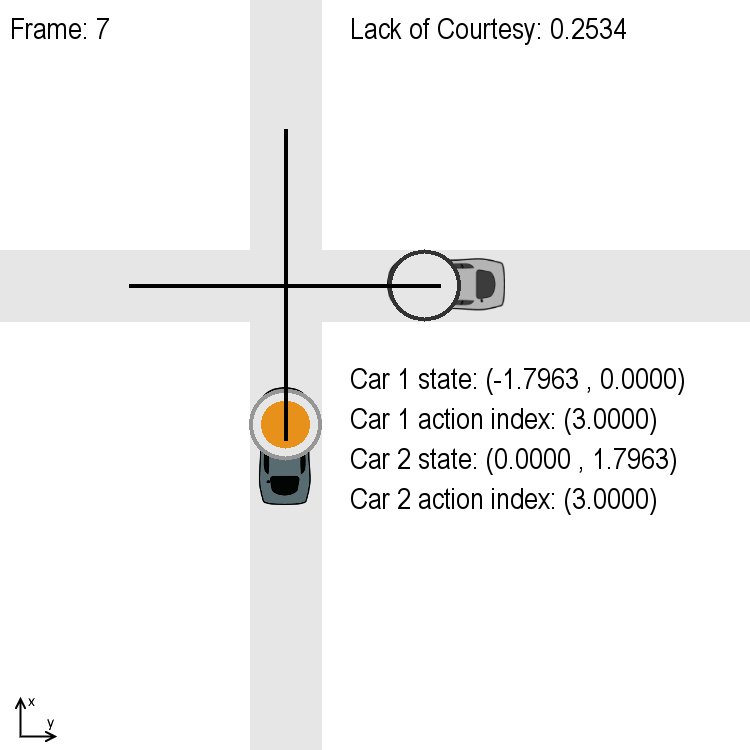 Frame: 7
Lack of Courtesy: 0.2534
Car 1 state: (-1.7963 , 0.0000)
Car 1 action index: (3.0000)
Car 2 state: (0.0000 , 1.7963)
Car 2 action index: (3.0000)
x
y